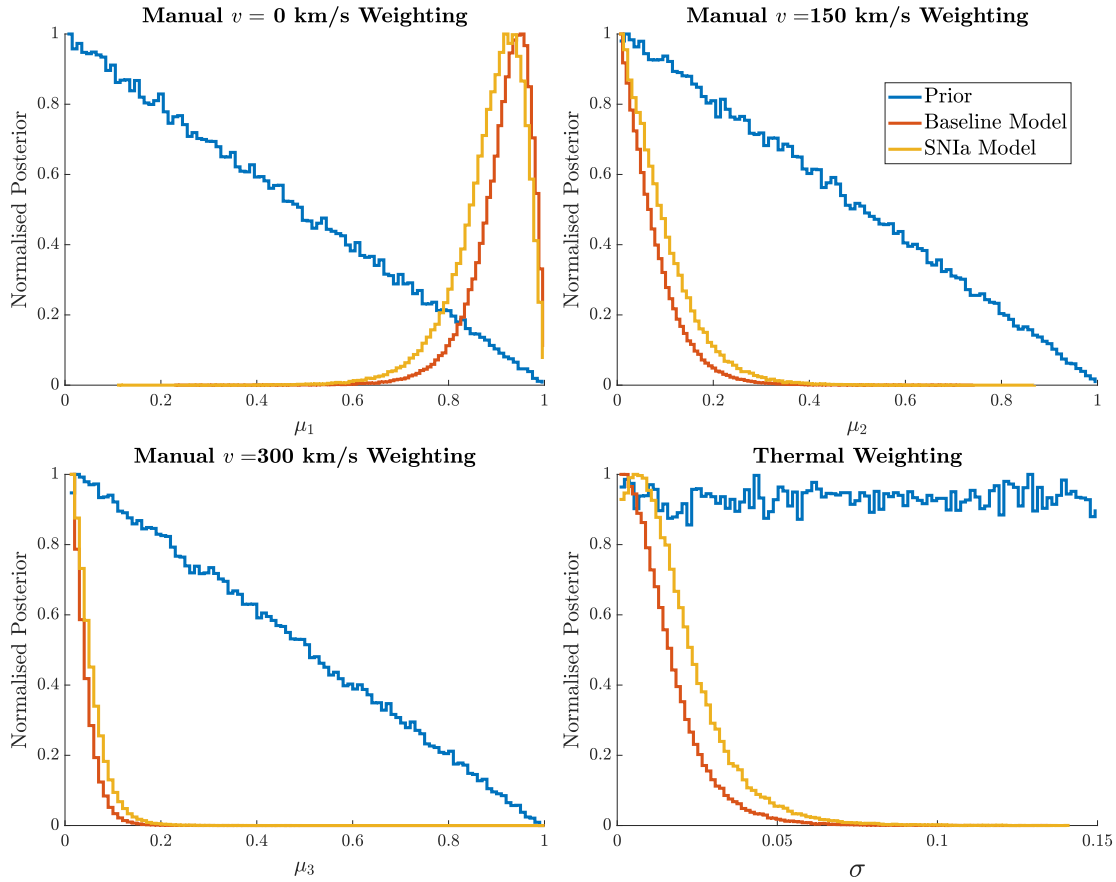 Manual v = 0 km/s Weighting
Normalised Posterior
1
0.8
0.6
0.4
0.2
0
0 0.2 0.4 0.6 0.8 1
μ1
Manual v =150 km/s Weighting
Normalised Posterior
1
0.8
0.6
0.4
0.2
0
0 0.2 0.4 0.6 0.8 1
μ2
Prior
Baseline Model
SNIa Model
Manual v =300 km/s Weighting
Normalised Posterior
1
0.8
0.6
0.4
0.2
0
0 0.2 0.4 0.6 0.8 1
μ3
Thermal Weighting
Normalised Posterior
1
0.8
0.6
0.4
0.2
0
0 0.05 0.1 0.15
σ